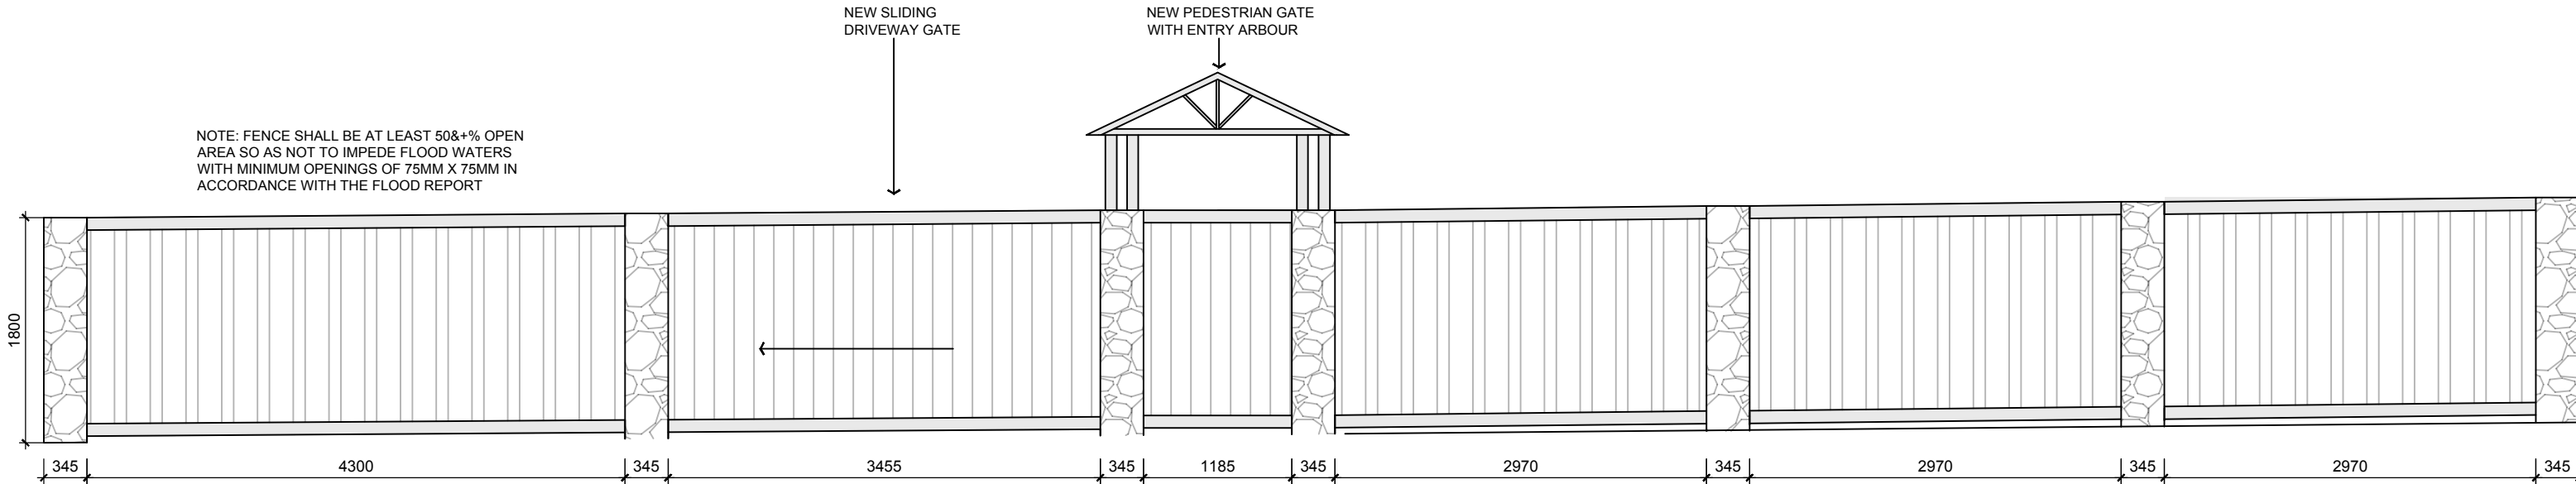 NEW SLIDING
DRIVEWAY GATE
NEW PEDESTRIAN GATE
WITH ENTRY ARBOUR
NOTE: FENCE SHALL BE AT LEAST 50&+% OPEN
AREA SO AS NOT TO IMPEDE FLOOD WATERS
WITH MINIMUM OPENINGS OF 75MM X 75MM IN
ACCORDANCE WITH THE FLOOD REPORT
1800
345 4300 345 3455 345 1185 345 2970 345 2970 345 2970 345